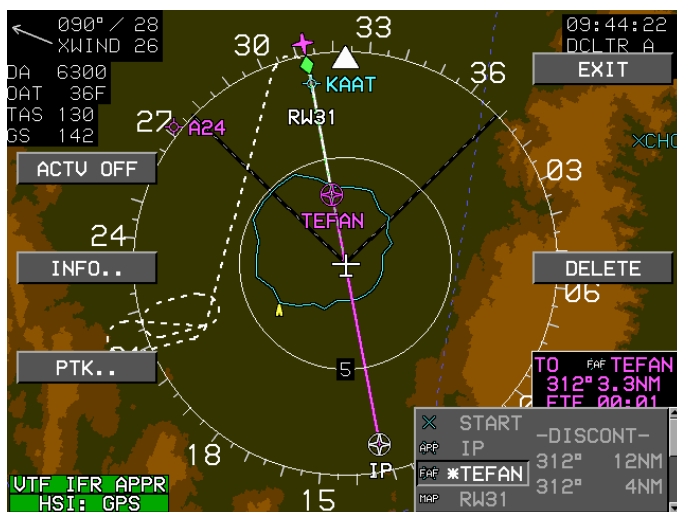 090° / 28
XWIND 26
DA 6300
OAT 36F
TAS 130
GS 142
09:44:22
DCLTR A
EXIT
30
33
36
KAAT
RW31
27
A24
XCHO
ACTV OFF
03
TEFAN
24
INFO..
DELETE
06
PTK..
5
TO FAF TEFAN
312° 3.3NM
ETE 00:01
START
-DISCONT-
APP IP
312° 12NM
FAF *TEFAN
312° 4NM
MAP RW31
18
IP
15
VTF IFR APPR
HSI: GPS